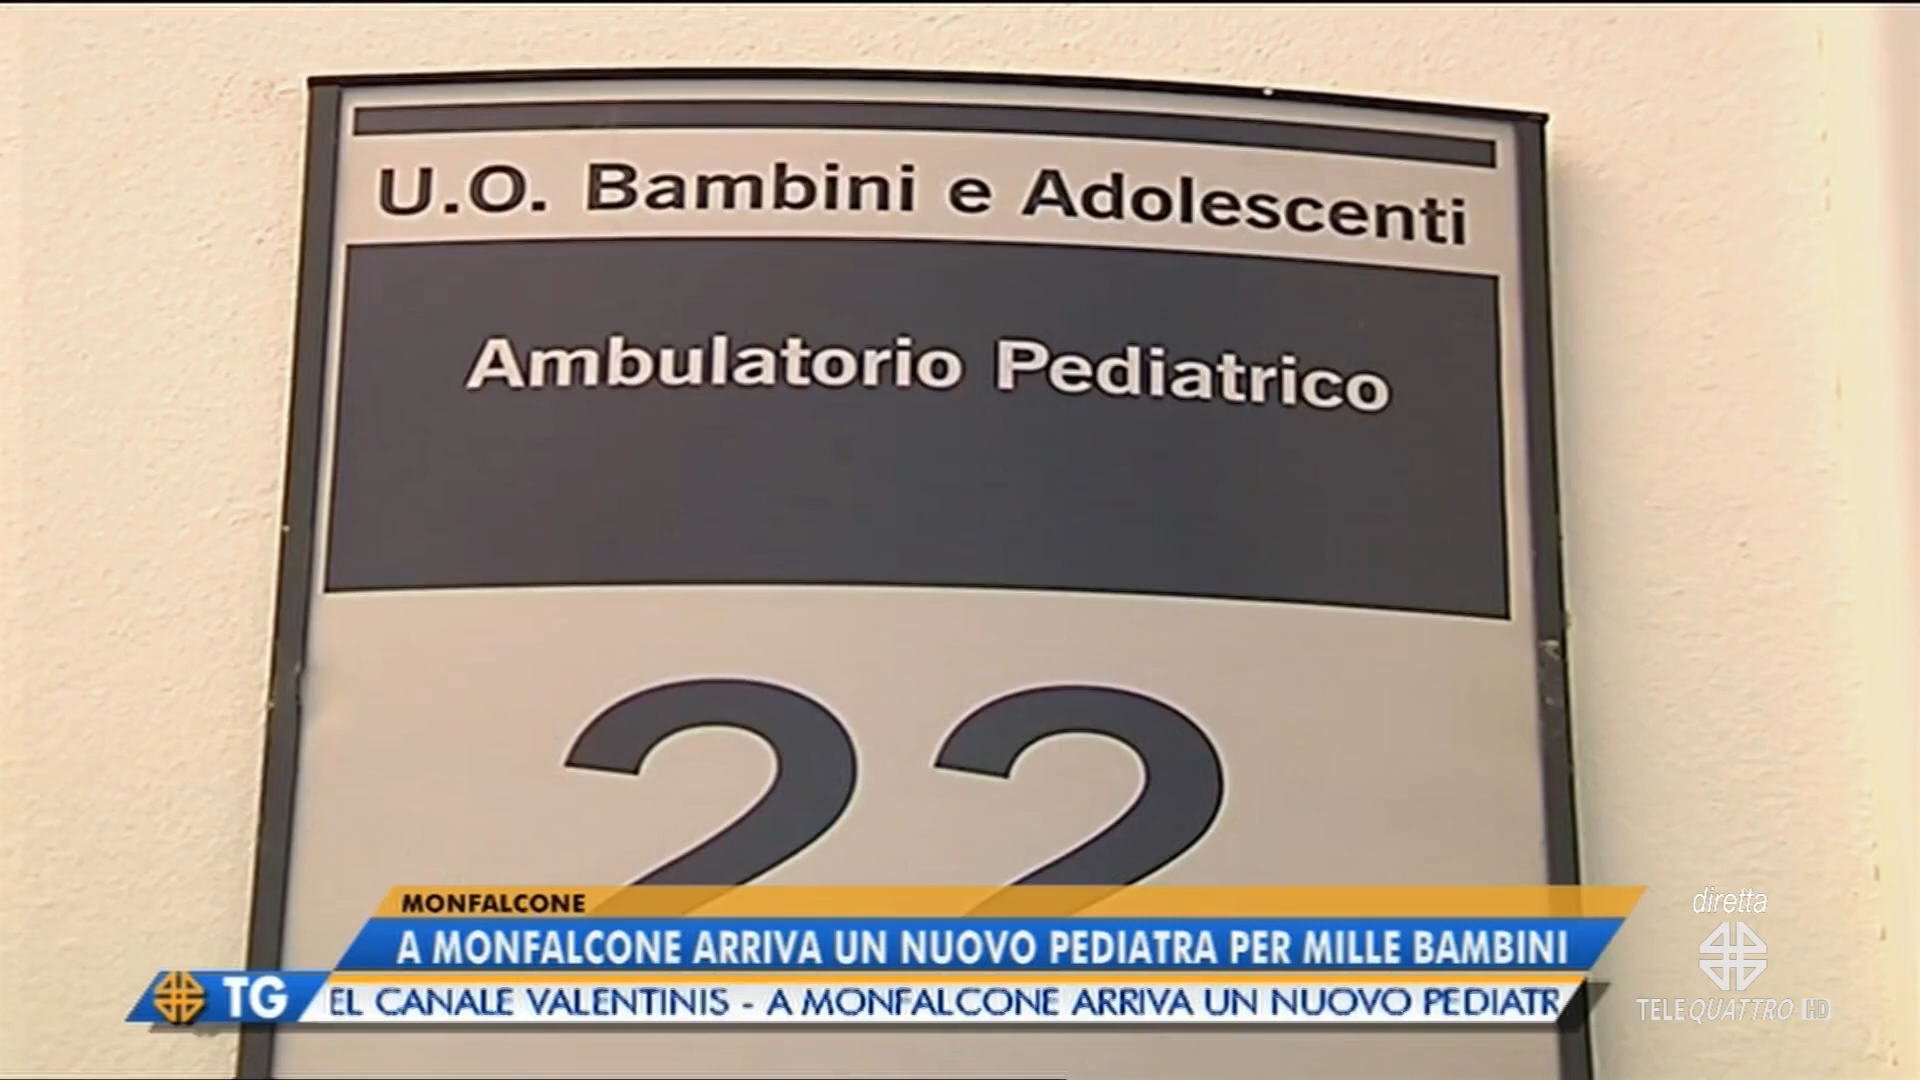 U.O. Bambini e Adolescenti
Ambulatorio Pediatrico
22
MONFALCONE
A MONFALCONE ARRIVA UN NUOVO PEDIATRA PER MILLE BAMBINI
TG
EL CANALE VALENTINIS - A MONFALCONE ARRIVA UN NUOVO PEDIATR
diretta
TELEQUATTRO HD